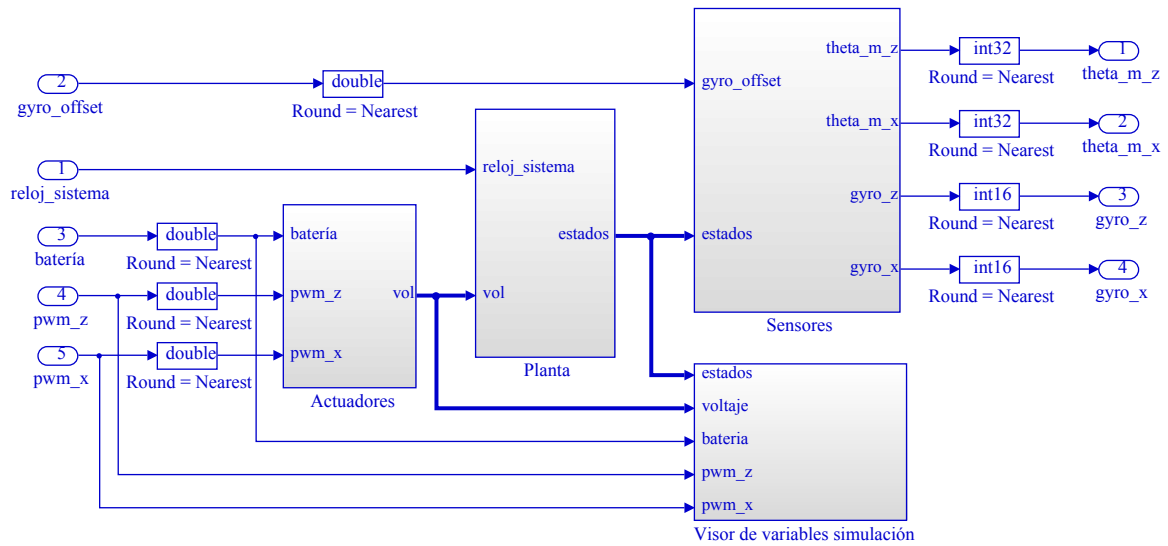 2
gyro_offset
double
Round = Nearest
1
reloj_sistema
3
batería
double
Round = Nearest
4
pwm_z
double
Round = Nearest
5
pwm_x
double
Round = Nearest
batería
pwm_z
pwm_x
vol
Actuadores
reloj_sistema
vol
estados
Planta
gyro_offset
estados
theta_m_z
theta_m_x
gyro_z
gyro_x
Sensores
int32
Round = Nearest
1
theta_m_z
int32
Round = Nearest
2
theta_m_x
int16
Round = Nearest
3
gyro_z
int16
Round = Nearest
4
gyro_x
estados
voltaje
bateria
pwm_z
pwm_x
Visor de variables simulación